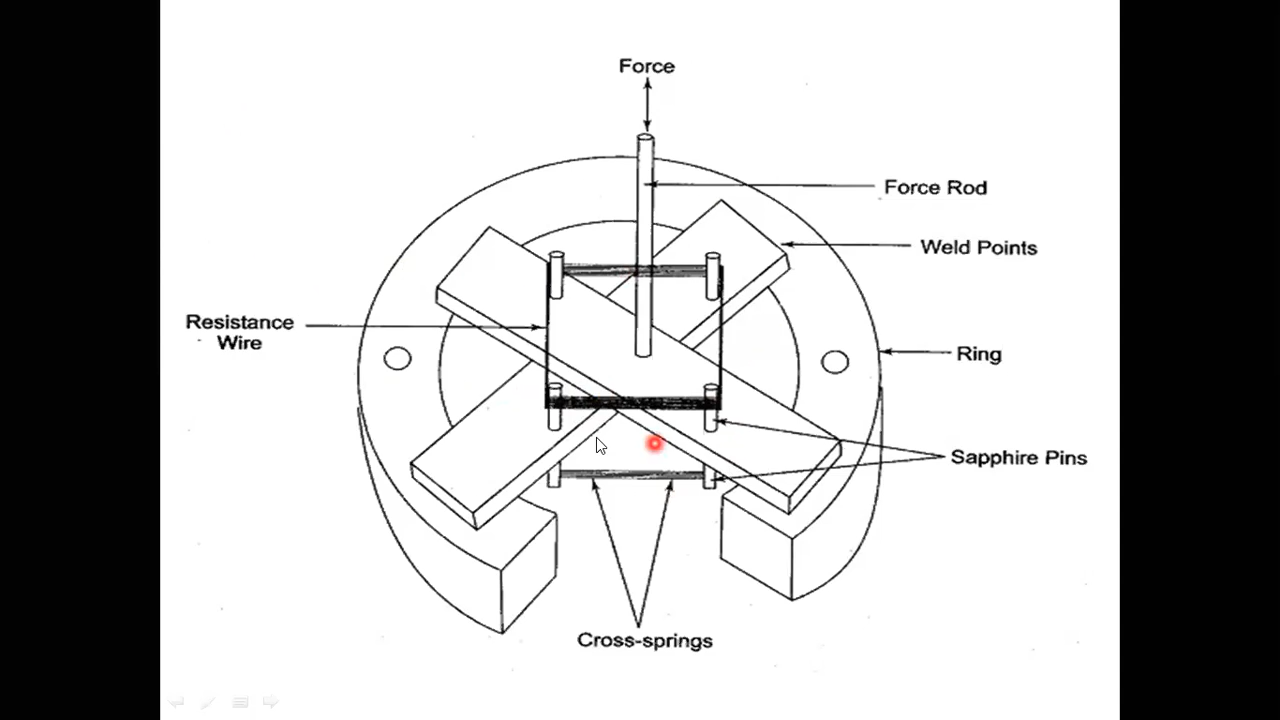 Force
Force Rod
Weld Points
Resistance
Wire
Ring
Sapphire Pins
Cross-springs